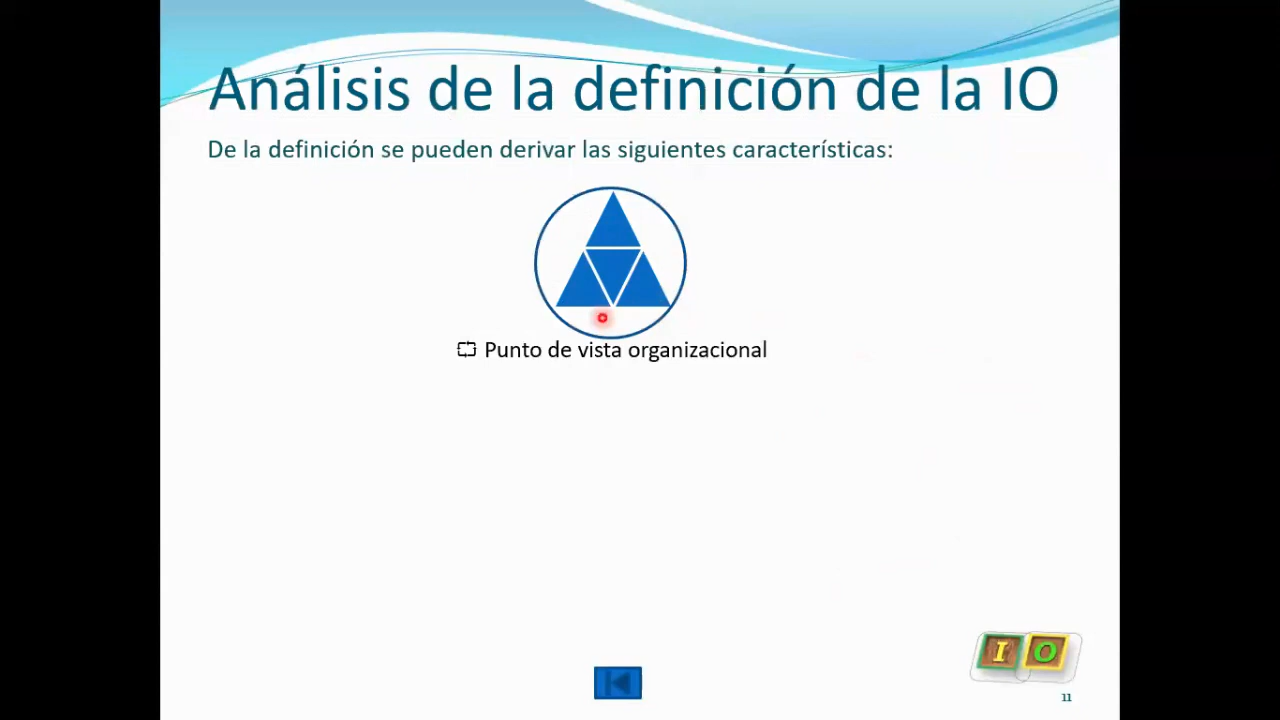 Análisis de la definición de la IO
De la definición se pueden derivar las siguientes características:
Punto de vista organizacional
I O
11